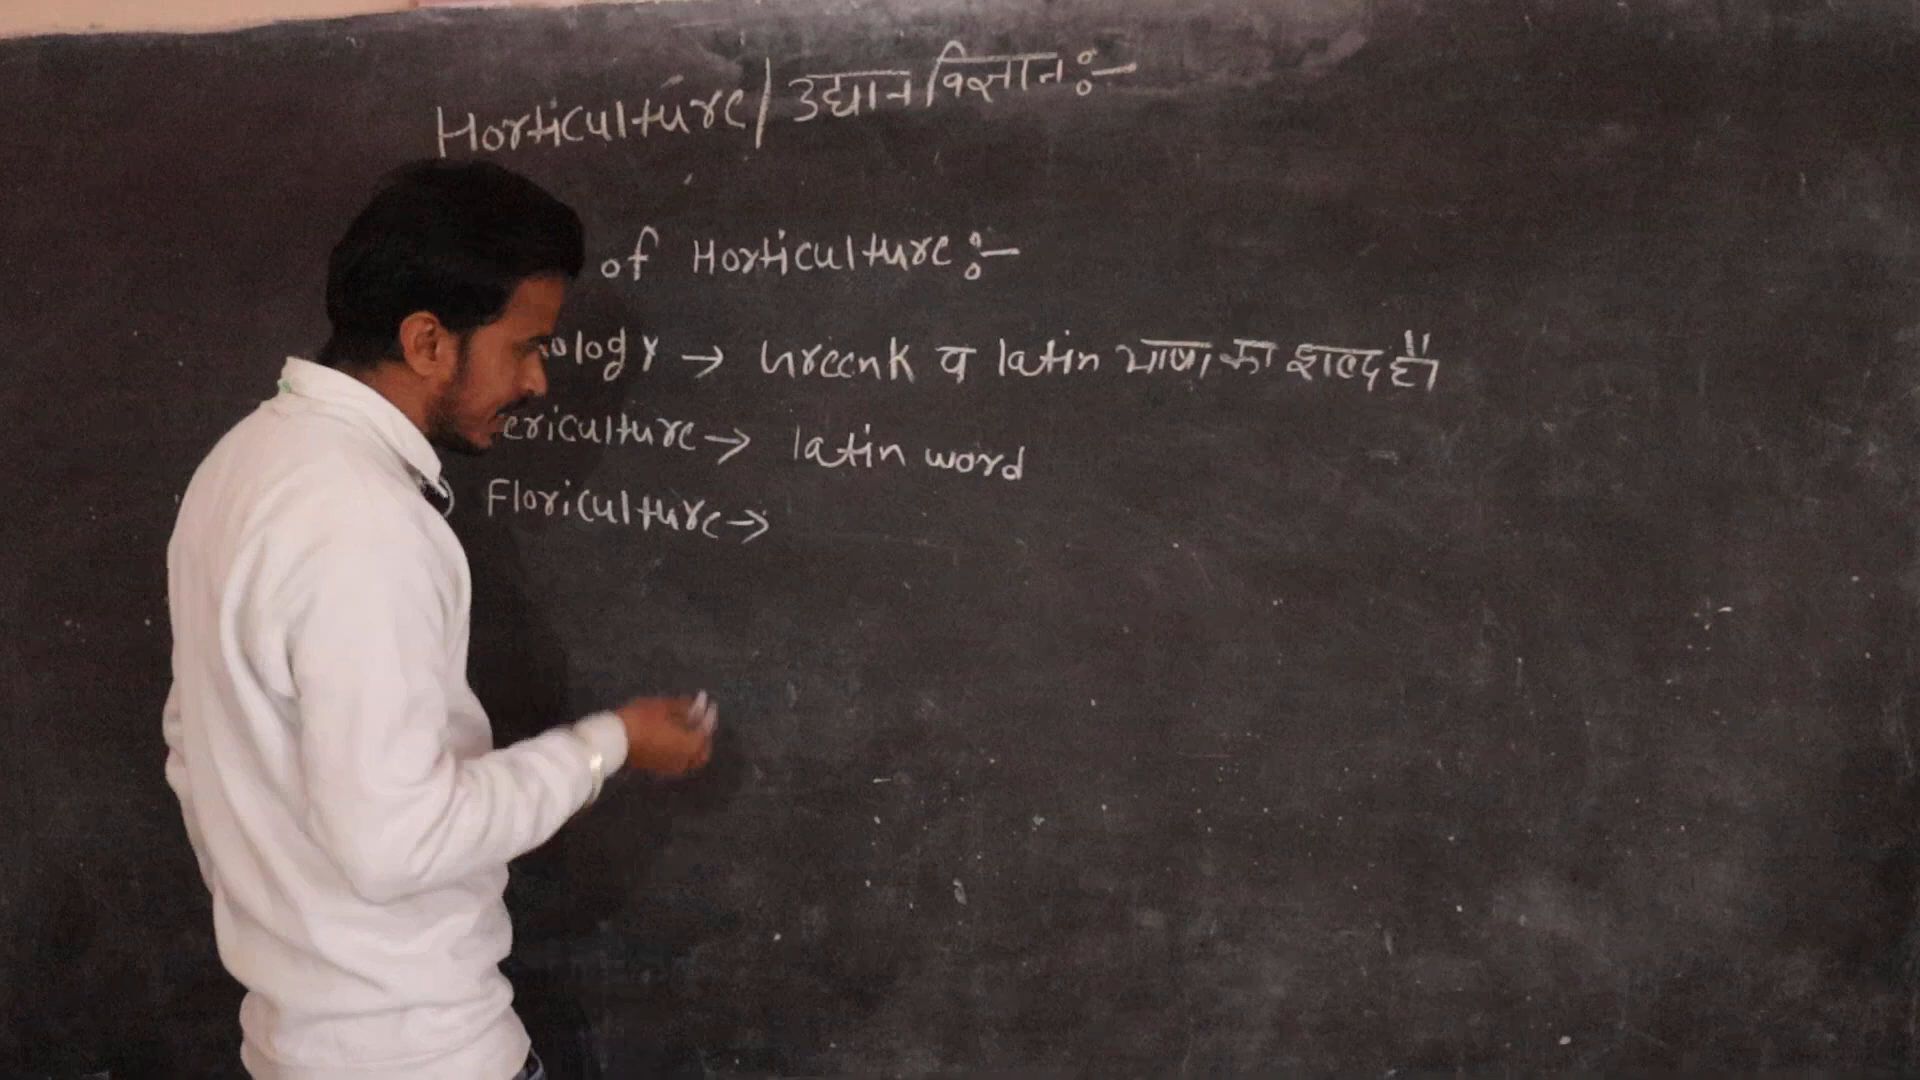 Horticulture/उद्यान विज्ञान:-
of Horticulture:-
ology → Greenk व latin भाषा का शब्द है।
ericulture → latin word
) Floriculture →